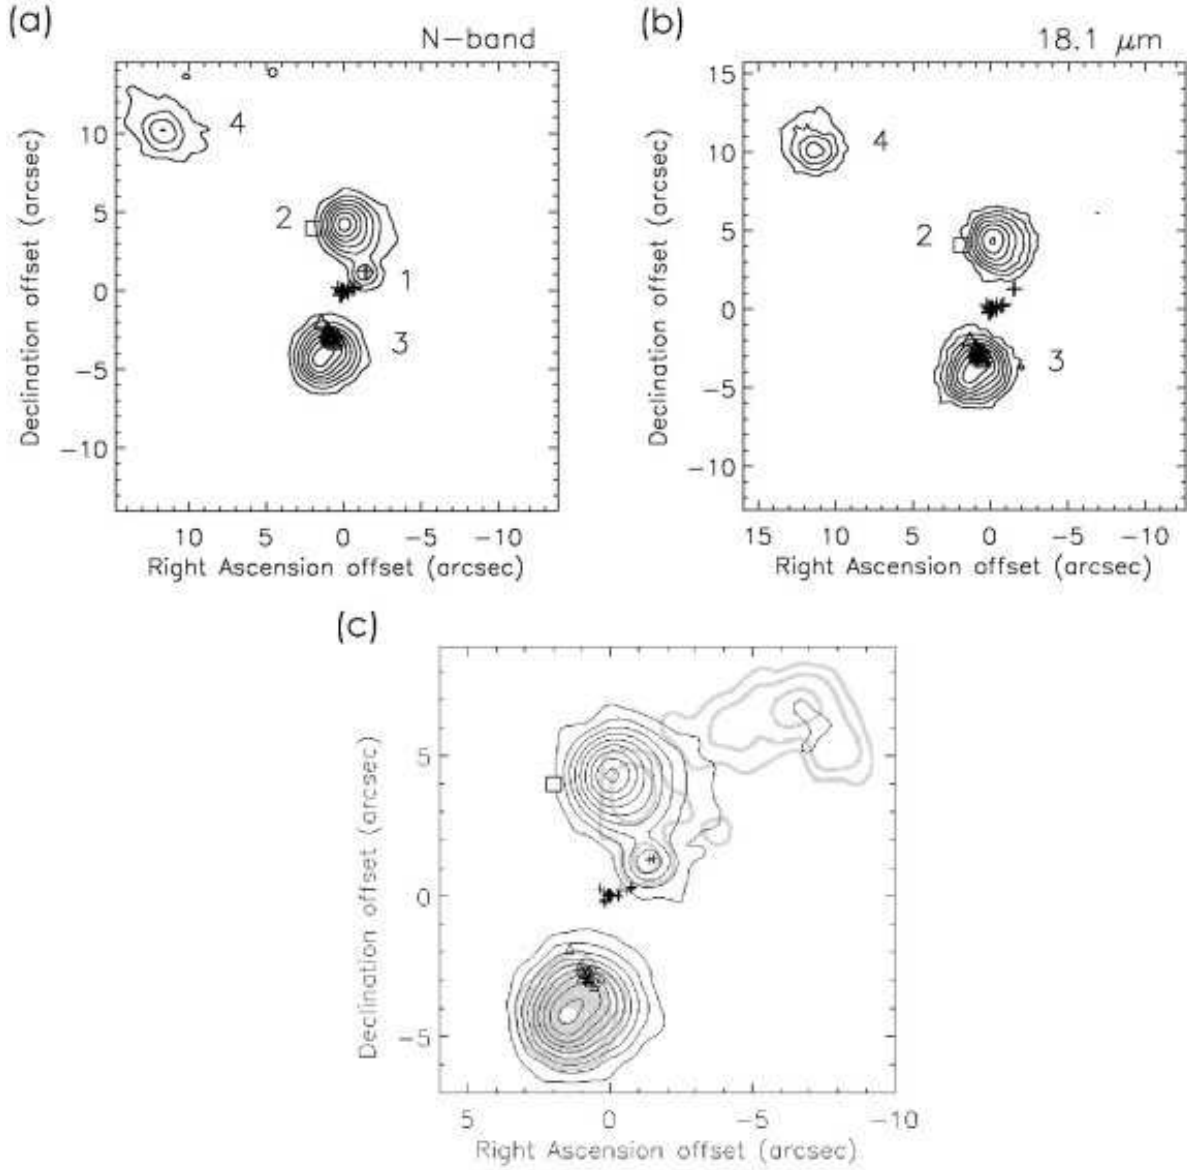 (a)
N-band
Declination offset (arcsec)
10
5
0
-5
-10
4
2
1
3
10 5 0 -5 -10
Right Ascension offset (arcsec)
(b)
18.1 μm
Declination offset (arcsec)
15
10
5
0
-5
-10
4
2
3
15 10 5 0 -5 -10
Right Ascension offset (arcsec)
(c)
Declination offset (arcsec)
5
0
-5
5 0 -5 -10
Right Ascension offset (arcsec)